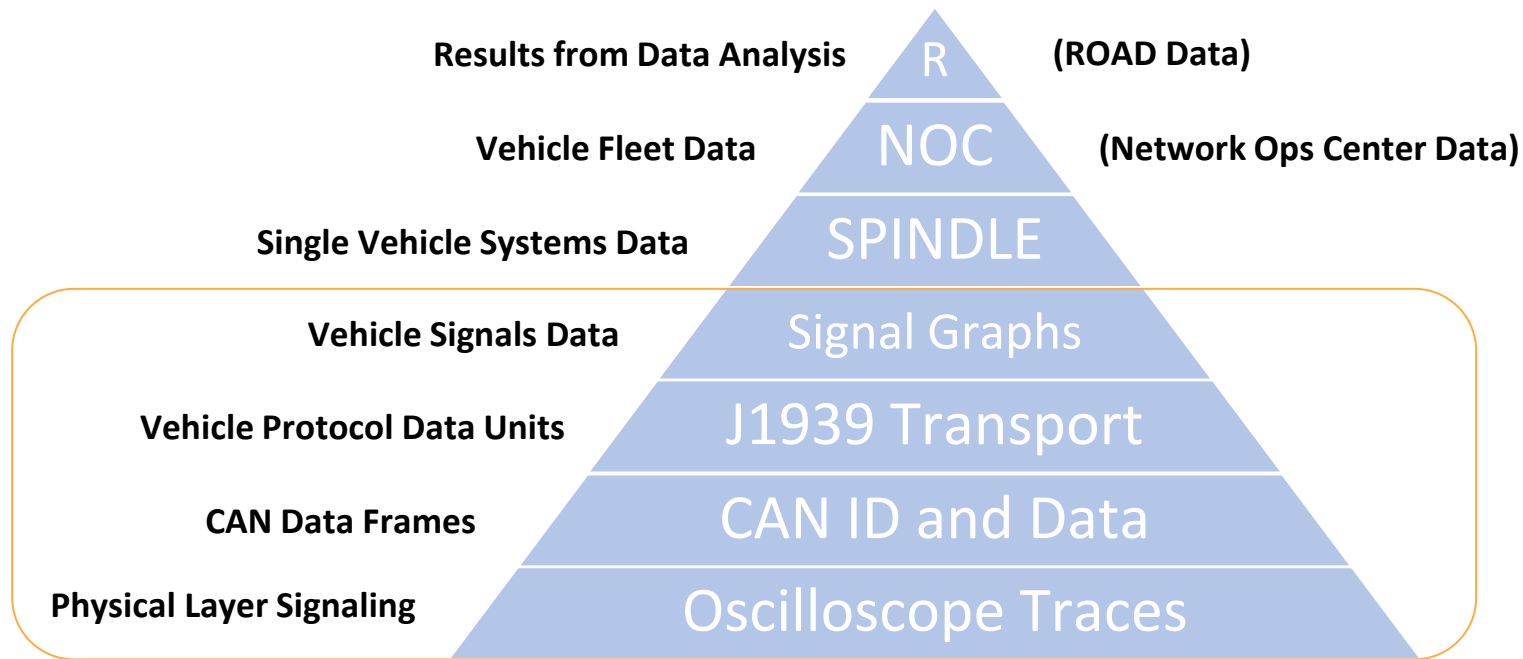 Results from Data Analysis R (ROAD Data)
Vehicle Fleet Data NOC (Network Ops Center Data)
Single Vehicle Systems Data SPINDLE
Vehicle Signals Data Signal Graphs
Vehicle Protocol Data Units J1939 Transport
CAN Data Frames CAN ID and Data
Physical Layer Signaling Oscilloscope Traces